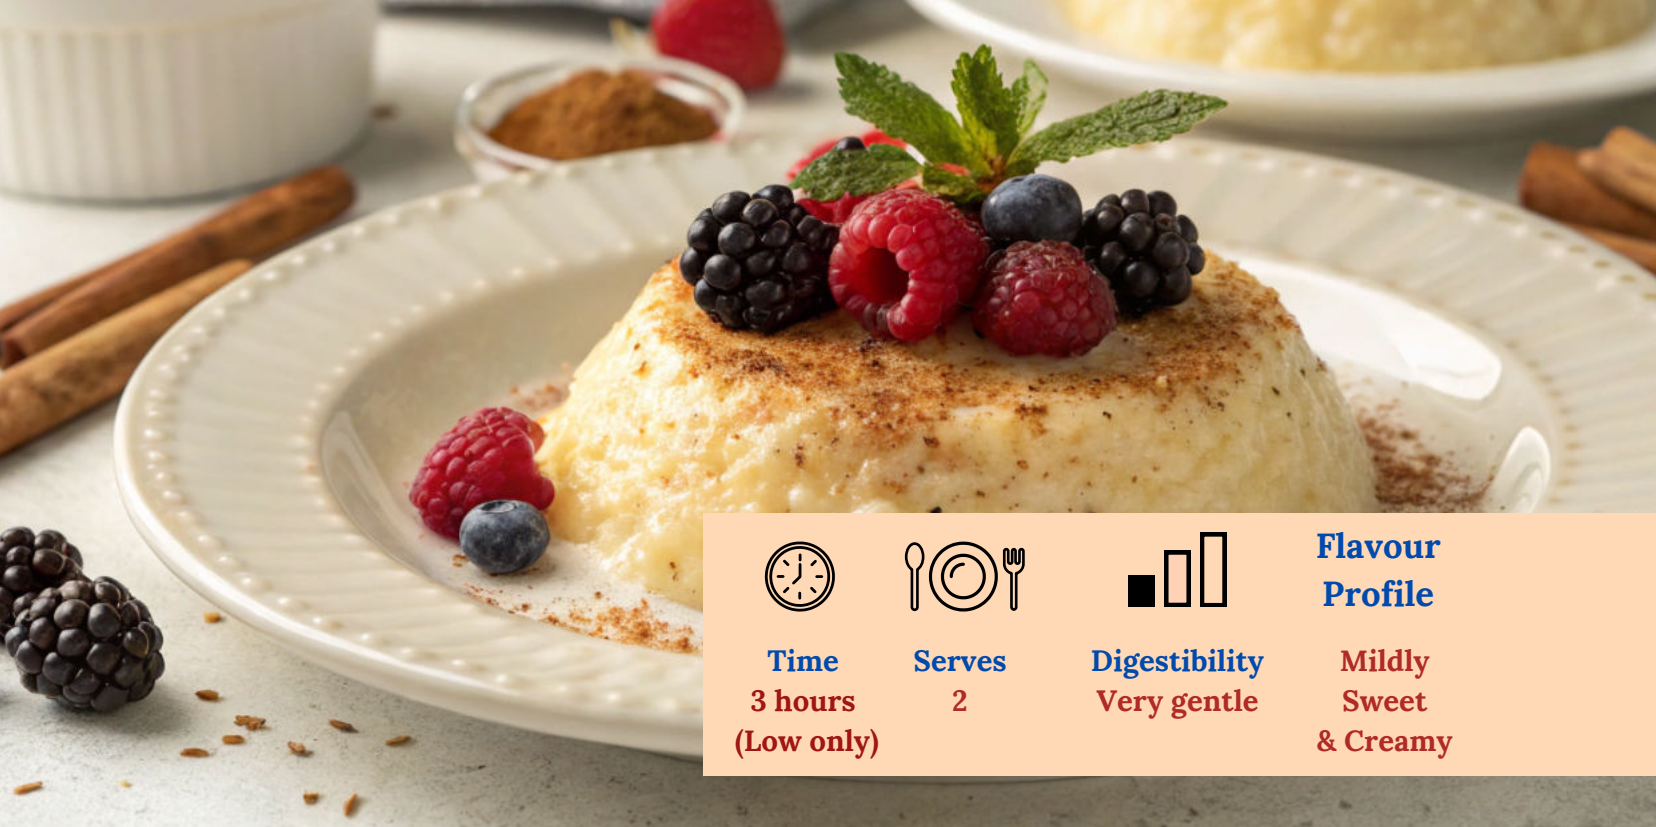 Flavour
Profile
Time
3 hours
(Low only)
Serves
2
Digestibility
Very gentle
Mildly
Sweet
& Creamy